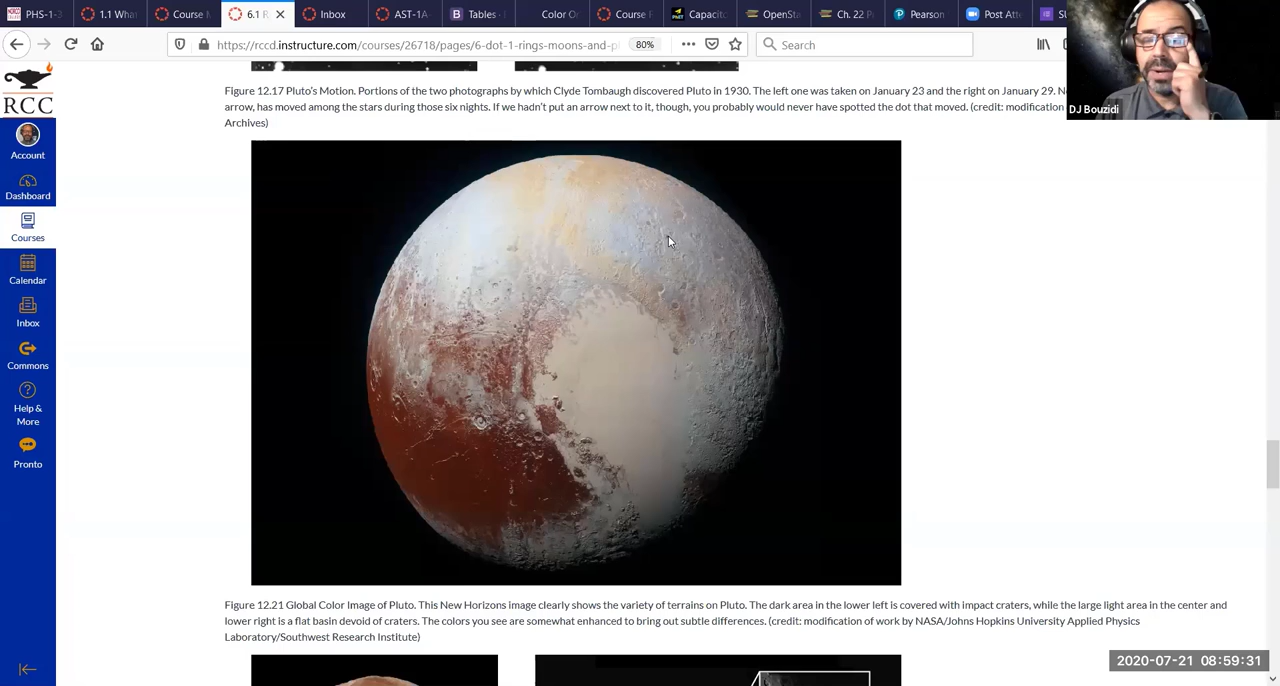 PHS-1-3
1.1 Wha
Course M
6.1 R
Inbox
AST-1A
Tables -
Color Or
Course R
Capacito
OpenSta
Ch. 22 P
Pearson
Post Atte
https://rccd.instructure.com/courses/26718/pages/6-dot-1-rings-moons-and-pl
80%
Search
DJ Bouzidi
RCC
Account
Dashboard
Courses
Calendar
Inbox
Commons
Help &
More
Pronto
Figure 12.17 Pluto's Motion. Portions of the two photographs by which Clyde Tombaugh discovered Pluto in 1930. The left one was taken on January 23 and the right on January 29. N
arrow, has moved among the stars during those six nights. If we hadn't put an arrow next to it, though, you probably would never have spotted the dot that moved. (credit: modification
Archives)
Figure 12.21 Global Color Image of Pluto. This New Horizons image clearly shows the variety of terrains on Pluto. The dark area in the lower left is covered with impact craters, while the large light area in the center and
lower right is a flat basin devoid of craters. The colors you see are somewhat enhanced to bring out subtle differences. (credit: modification of work by NASA/Johns Hopkins University Applied Physics
Laboratory/Southwest Research Institute)
2020-07-21 08:59:31